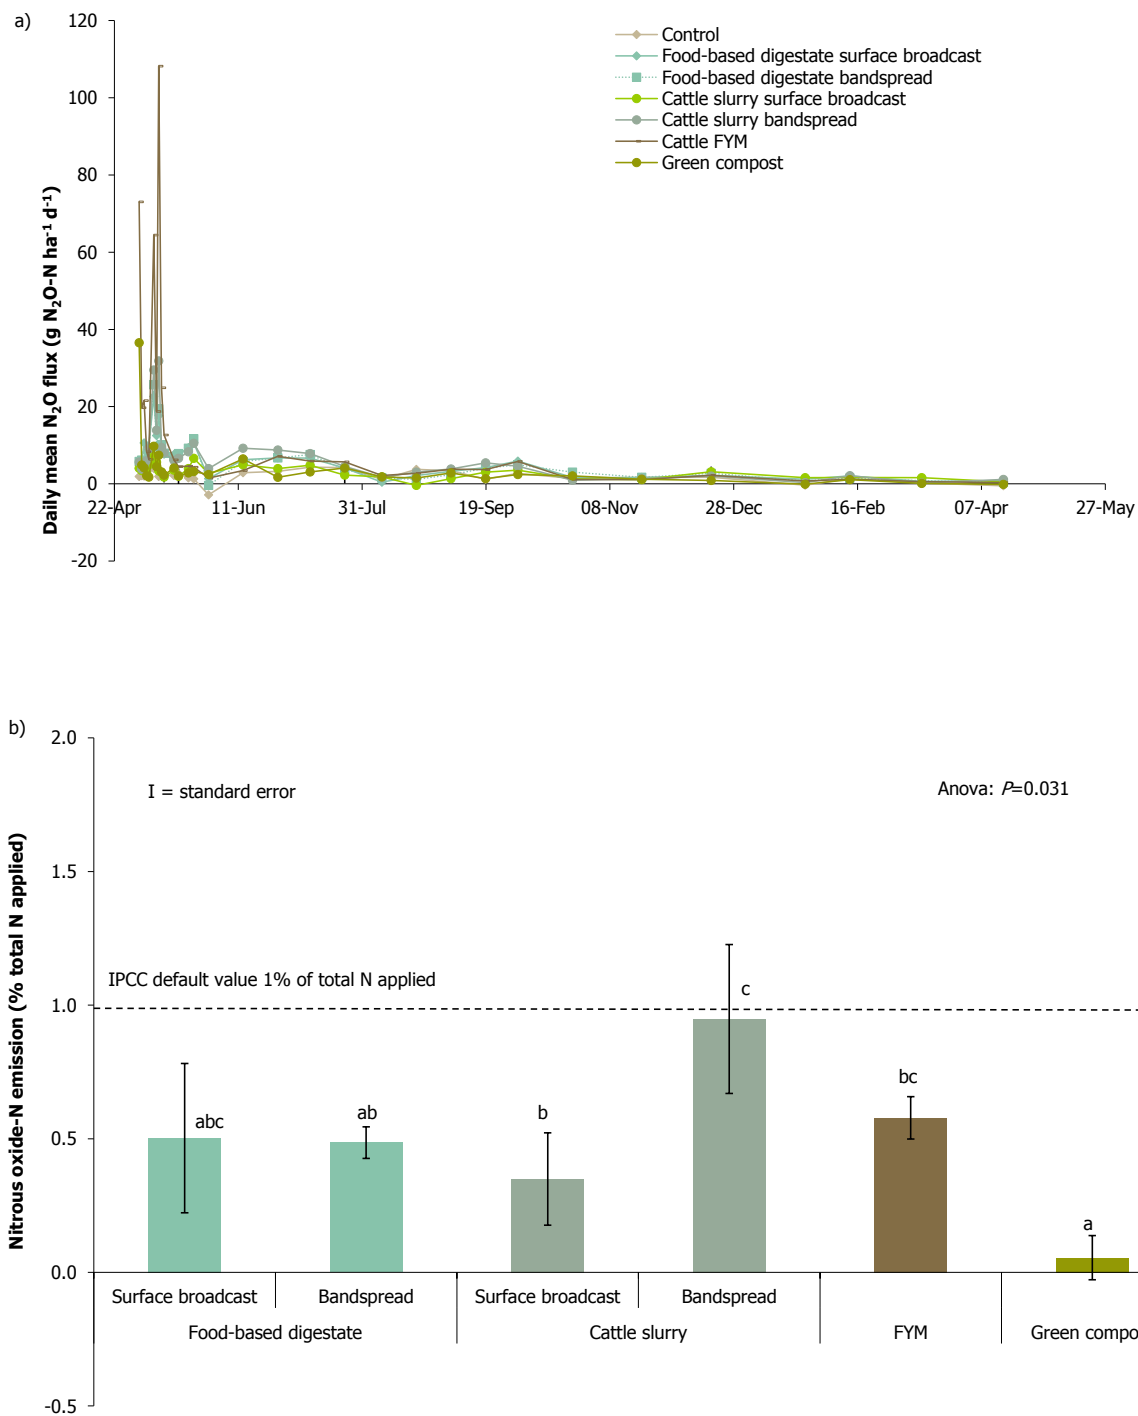 a)
120
100
80
60
40
20
0
-20
Daily mean N₂O flux (g N₂O-N ha⁻¹ d⁻¹)
Control
Food-based digestate surface broadcast
Food-based digestate bandspread
Cattle slurry surface broadcast
Cattle slurry bandspread
Cattle FYM
Green compost
22-Apr 11-Jun 31-Jul 19-Sep 08-Nov 28-Dec 16-Feb 07-Apr 27-May
b)
2.0
1.5
1.0
0.5
0.0
-0.5
Nitrous oxide-N emission (% total N applied)
I = standard error
Anova: P=0.031
IPCC default value 1% of total N applied
abc ab b c bc a
Surface broadcast Bandspread Surface broadcast Bandspread
Food-based digestate Cattle slurry FYM Green compo